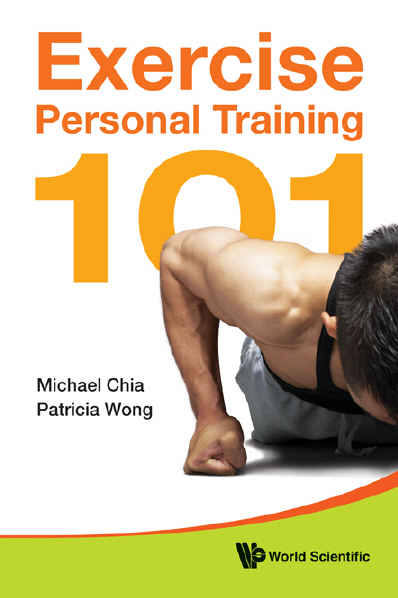 Exercise
Personal Training
101
Michael Chia
Patricia Wong
World Scientific